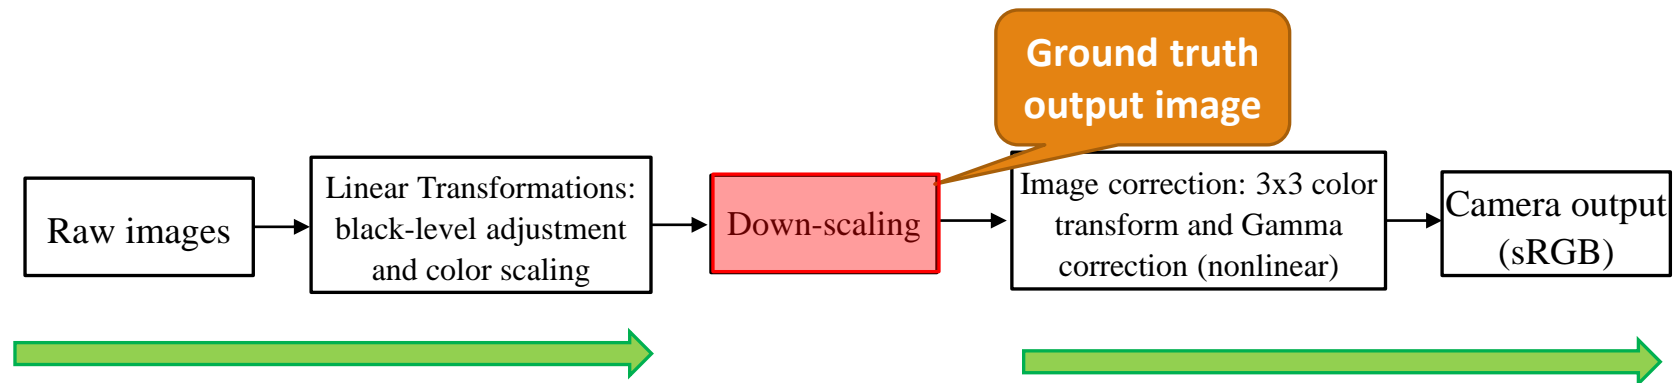 Ground truth
output image
Raw images
Linear Transformations:
black-level adjustment
and color scaling
Down-scaling
Image correction: 3x3 color
transform and Gamma
correction (nonlinear)
Camera output
(sRGB)